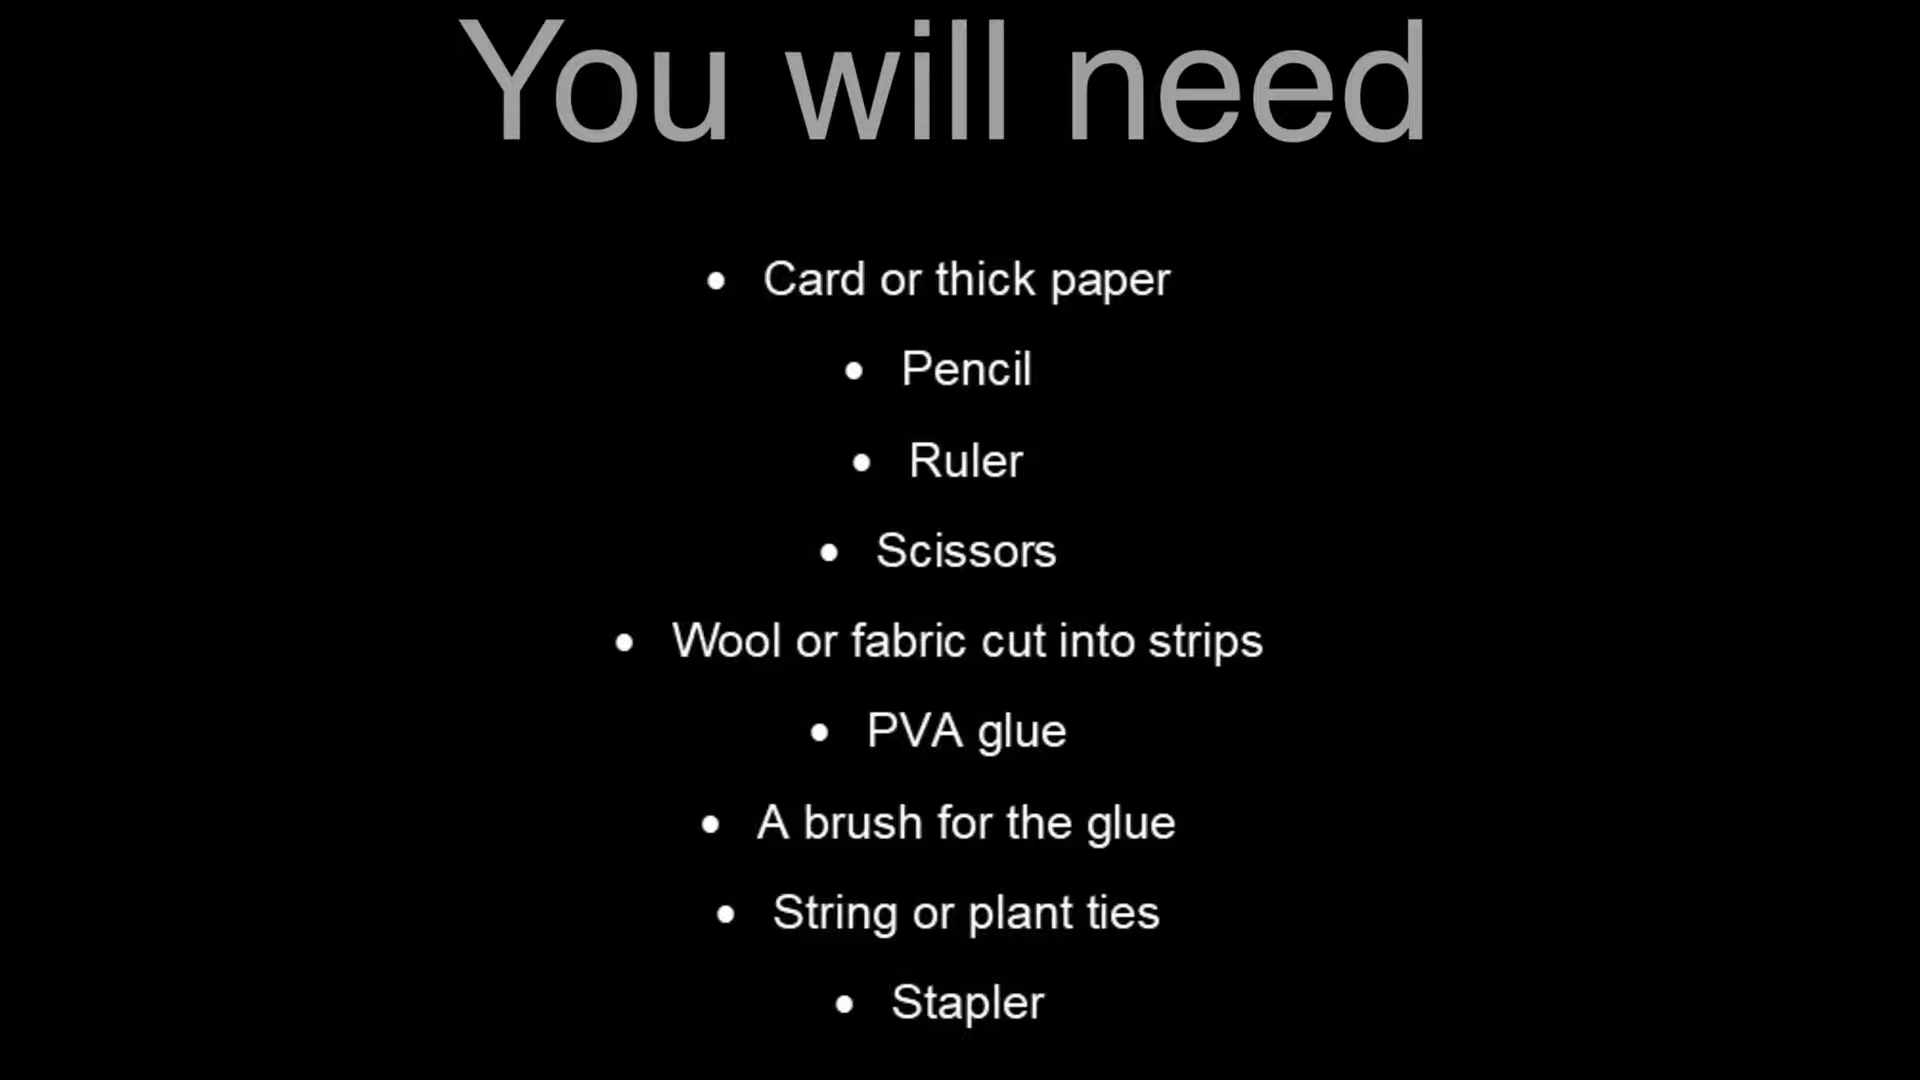 You will need
• Card or thick paper
• Pencil
• Ruler
• Scissors
• Wool or fabric cut into strips
• PVA glue
• A brush for the glue
• String or plant ties
• Stapler